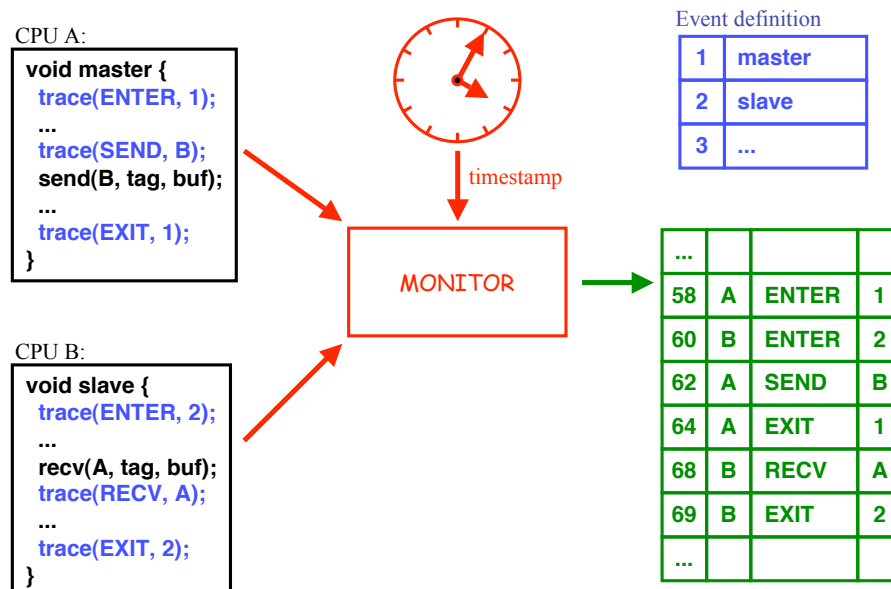 CPU A:
void master {
trace(ENTER, 1);
...
trace(SEND, B);
send(B, tag, buf);
...
trace(EXIT, 1);
}
CPU B:
void slave {
trace(ENTER, 2);
...
recv(A, tag, buf);
trace(RECV, A);
...
trace(EXIT, 2);
}
timestamp
MONITOR
Event definition
1 master
2 slave
3 ...
...
58 A ENTER 1
60 B ENTER 2
62 A SEND B
64 A EXIT 1
68 B RECV A
69 B EXIT 2
...